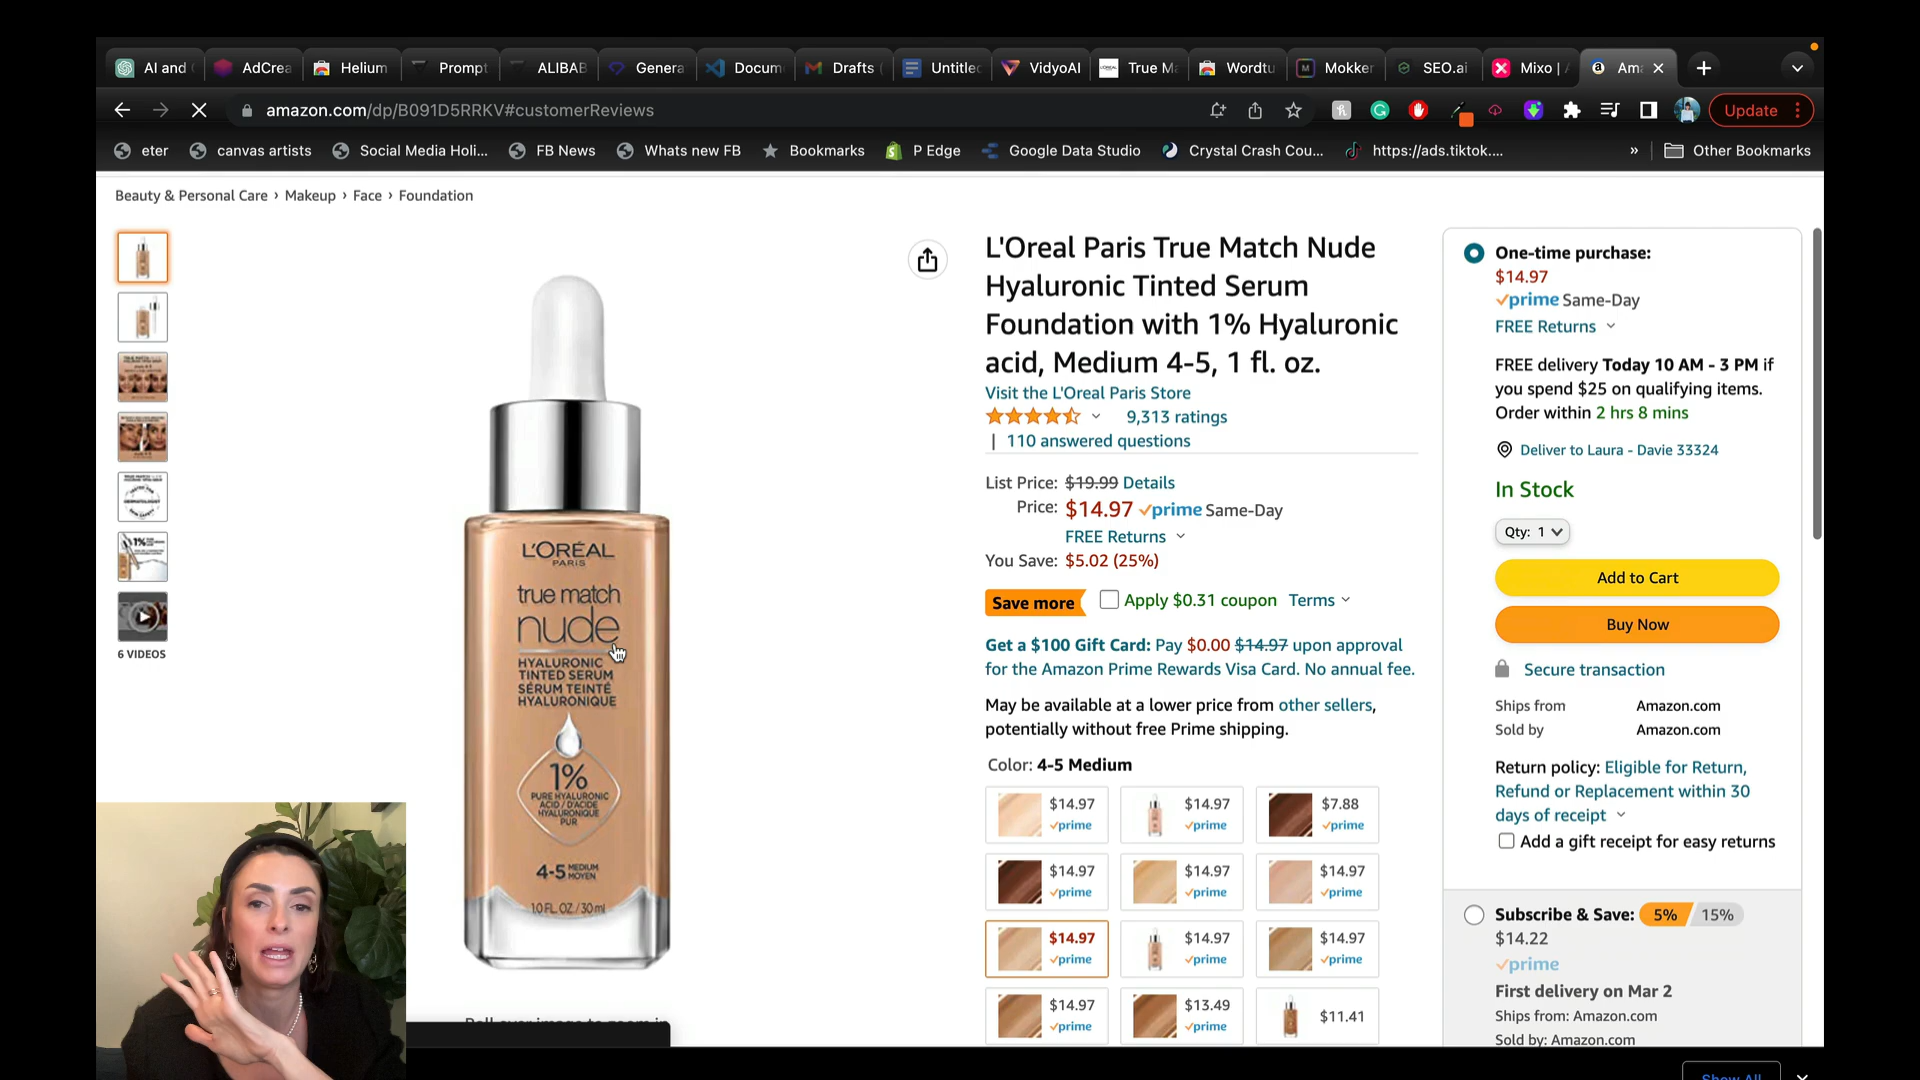 AI and
AdCrea
Helium
Prompt
ALIBAB
Genera
Docum
Drafts
Untitled
VidyoAI
True Ma
Wordtu
Mokker
SEO.ai
Mixo |
Ama
amazon.com/dp/B091D5RRKV#customerReviews
Update
eter
canvas artists
Social Media Holi...
FB News
Whats new FB
Bookmarks
P Edge
Google Data Studio
Crystal Crash Cou...
https://ads.tiktok....
»
Other Bookmarks
Beauty & Personal Care › Makeup › Face › Foundation
6 VIDEOS
L'ORÉAL
PARIS
true match
nude
HYALURONIC
TINTED SERUM
SÉRUM TEINTÉ
HYALURONIQUE
1%
PURE HYALURONIC
ACID / D'ACIDE
HYALURONIQUE
PUR
4-5 MEDIUM
MOYEN
1.0 FL. OZ / 30 ml
L'Oreal Paris True Match Nude
Hyaluronic Tinted Serum
Foundation with 1% Hyaluronic
acid, Medium 4-5, 1 fl. oz.
Visit the L'Oreal Paris Store
9,313 ratings
| 110 answered questions
List Price: $19.99 Details
Price: $14.97 prime Same-Day
FREE Returns
You Save: $5.02 (25%)
Save more Apply $0.31 coupon Terms
Get a $100 Gift Card: Pay $0.00 $14.97 upon approval
for the Amazon Prime Rewards Visa Card. No annual fee.
May be available at a lower price from other sellers,
potentially without free Prime shipping.
Color: 4-5 Medium
$14.97 $14.97 $7.88
prime prime prime
$14.97 $14.97 $14.97
prime prime prime
$14.97 $14.97 $14.97
prime prime prime
$14.97 $13.49 $11.41
prime prime
One-time purchase:
$14.97
prime Same-Day
FREE Returns
FREE delivery Today 10 AM - 3 PM if
you spend $25 on qualifying items.
Order within 2 hrs 8 mins
Deliver to Laura - Davie 33324
In Stock
Qty: 1
Add to Cart
Buy Now
Secure transaction
Ships from Amazon.com
Sold by Amazon.com
Return policy: Eligible for Return,
Refund or Replacement within 30
days of receipt
Add a gift receipt for easy returns
Subscribe & Save: 5% 15%
$14.22
prime
First delivery on Mar 2
Ships from: Amazon.com
Sold by: Amazon.com
Show All